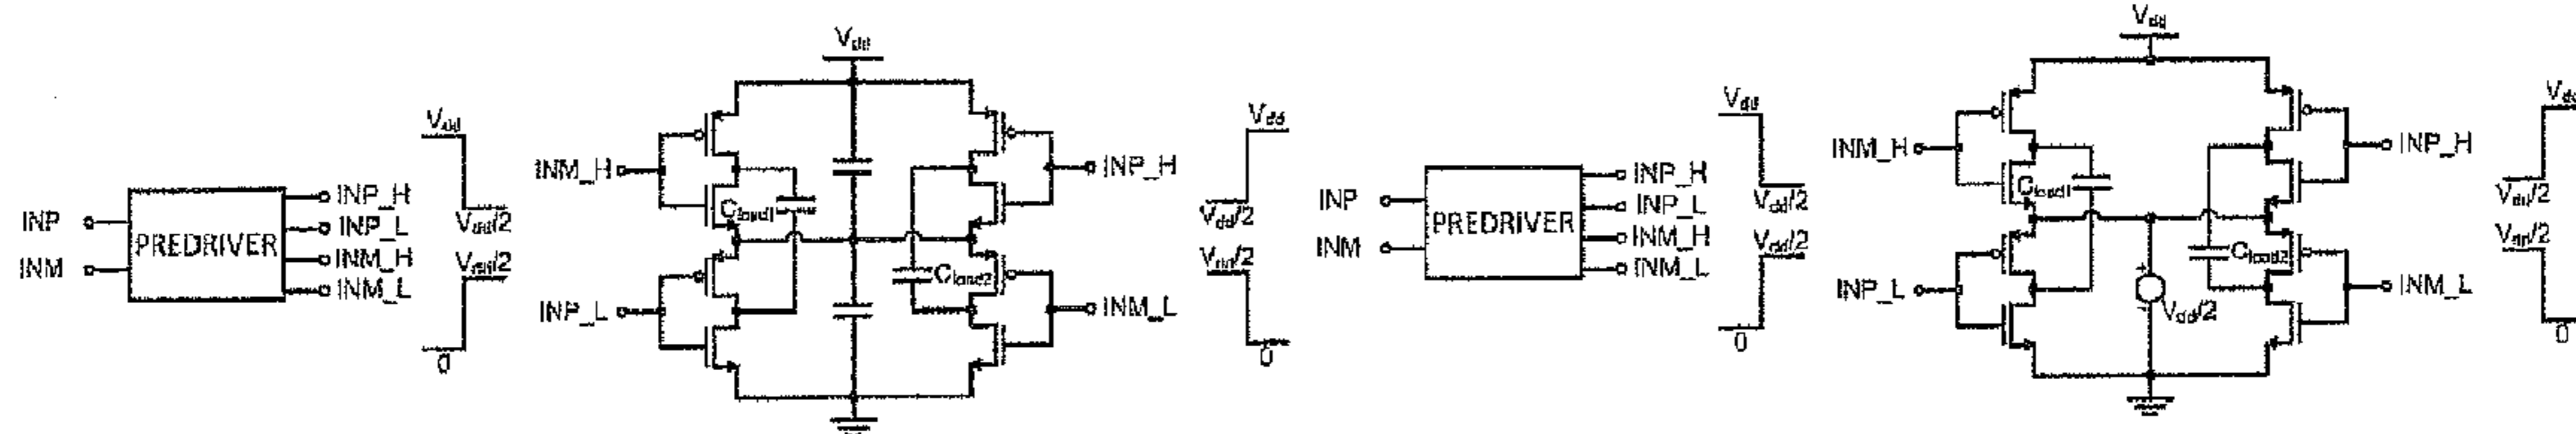 INP
INM
PREDRIVER
INP_H
INP_L
INM_H
INM_L
Vdd
Vdd/2
Vdd/2
0
Vdd
INM_H
INP_L
Cload1
Cload2
INP_H
INM_L
Vdd
Vdd/2
Vdd/2
0
INP
INM
PREDRIVER
INP_H
INP_L
INM_H
INM_L
Vdd
Vdd/2
Vdd/2
0
Vdd
INM_H
INP_L
Cload1
Cload2
Vdd/2
INP_H
INM_L
Vdd
Vdd/2
Vdd/2
0